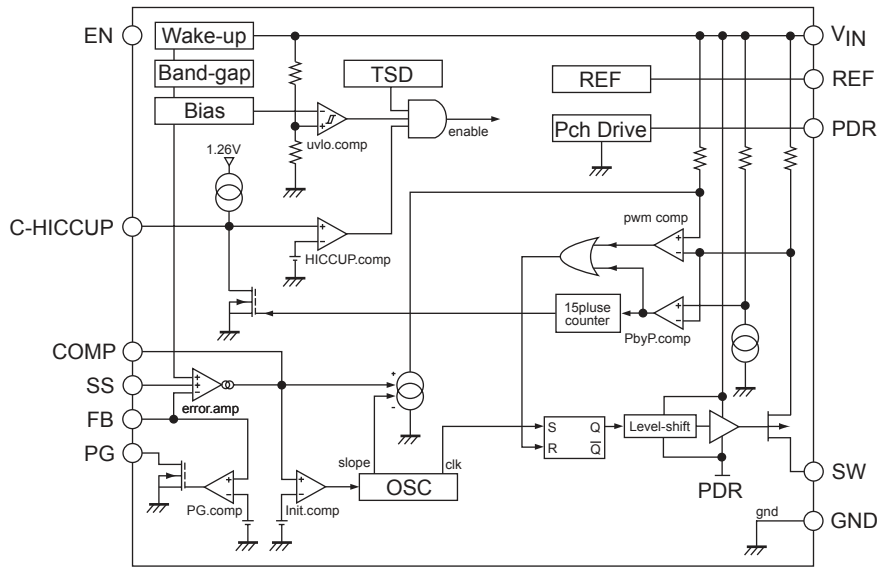 EN
Wake-up
VIN
Band-gap
TSD
REF
REF
Bias
Pch Drive
PDR
enable
uvlo.comp
1.26V
C-HICCUP
HICCUP.comp
pwm comp
15pluse
counter
PbyP.comp
COMP
SS
error.amp
FB
PG
S
Q
R
Q
Level-shift
slope
clk
OSC
PG.comp
Init.comp
PDR
SW
gnd
GND
+
-